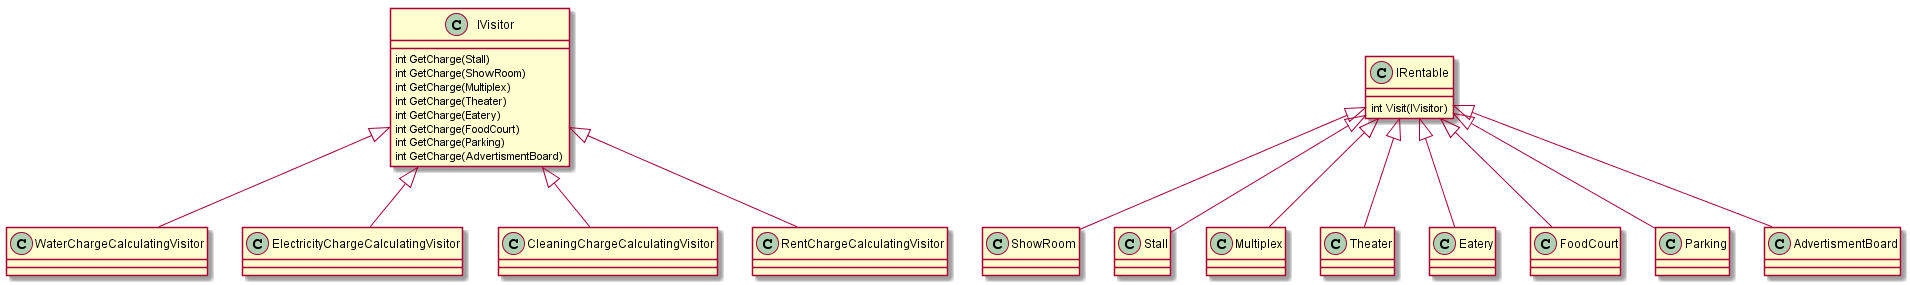 C IVisitor
int GetCharge(Stall)
int GetCharge(ShowRoom)
int GetCharge(Multiplex)
int GetCharge(Theater)
int GetCharge(Eatery)
int GetCharge(FoodCourt)
int GetCharge(Parking)
int GetCharge(AdvertismentBoard)
C IRentable
int Visit(IVisitor)
C WaterChargeCalculatingVisitor
C ElectricityChargeCalculatingVisitor
C CleaningChargeCalculatingVisitor
C RentChargeCalculatingVisitor
C ShowRoom
C Stall
C Multiplex
C Theater
C Eatery
C FoodCourt
C Parking
C AdvertismentBoard